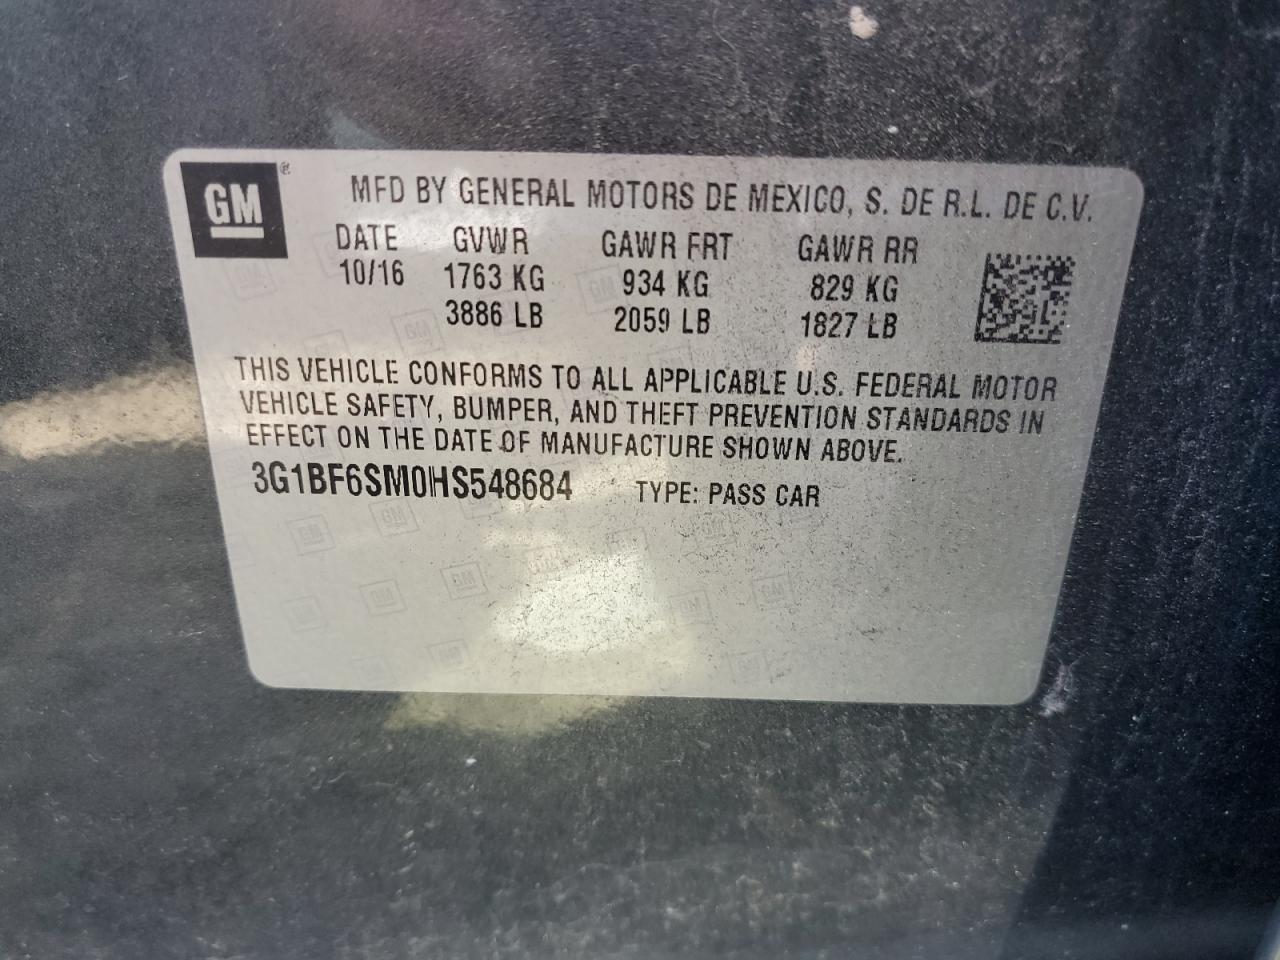 GM ®
MFD BY GENERAL MOTORS DE MEXICO, S. DE R.L. DE C.V.
DATE GVWR GAWR FRT GAWR RR
10/16 1763 KG 934 KG 829 KG
3886 LB 2059 LB 1827 LB
THIS VEHICLE CONFORMS TO ALL APPLICABLE U.S. FEDERAL MOTOR
VEHICLE SAFETY, BUMPER, AND THEFT PREVENTION STANDARDS IN
EFFECT ON THE DATE OF MANUFACTURE SHOWN ABOVE.
3G1BF6SM0HS548684 TYPE: PASS CAR